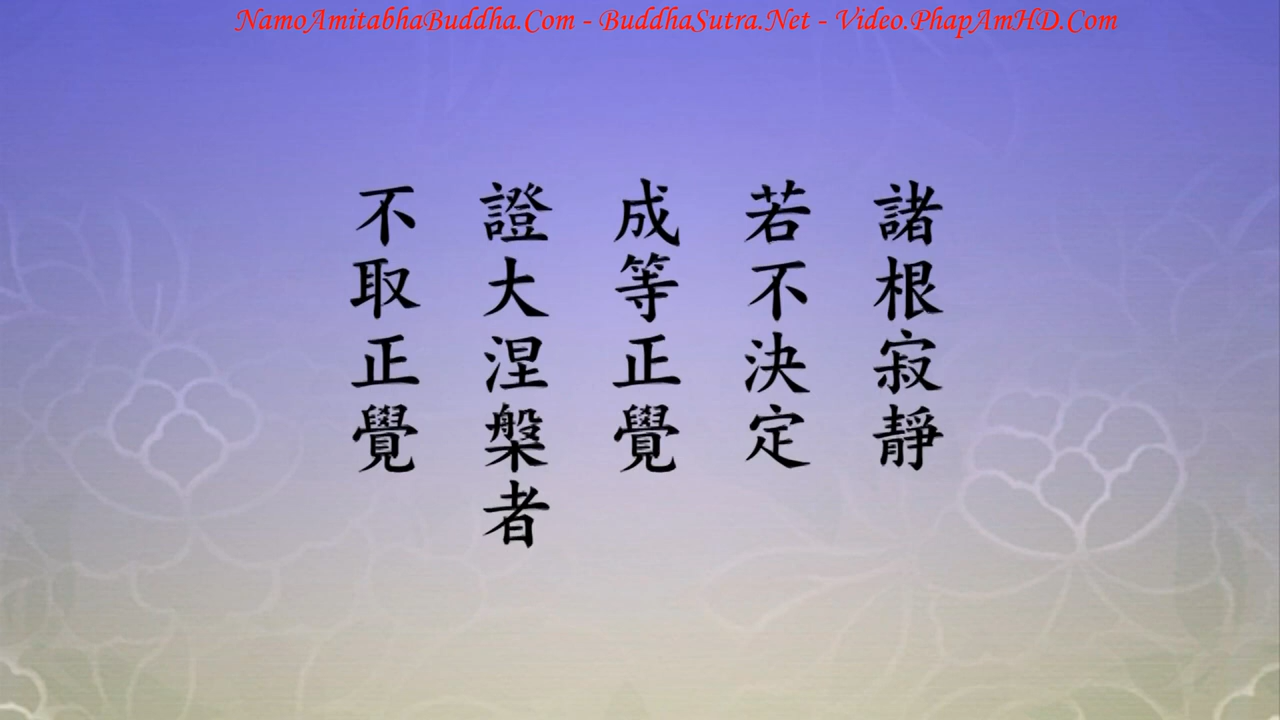 NamoAmitabhaBuddha.Com - BuddhaSutra.Net - Video.PhapAmHD.Com
諸根寂靜
若不決定
成等正覺
證大涅槃者
不取正覺